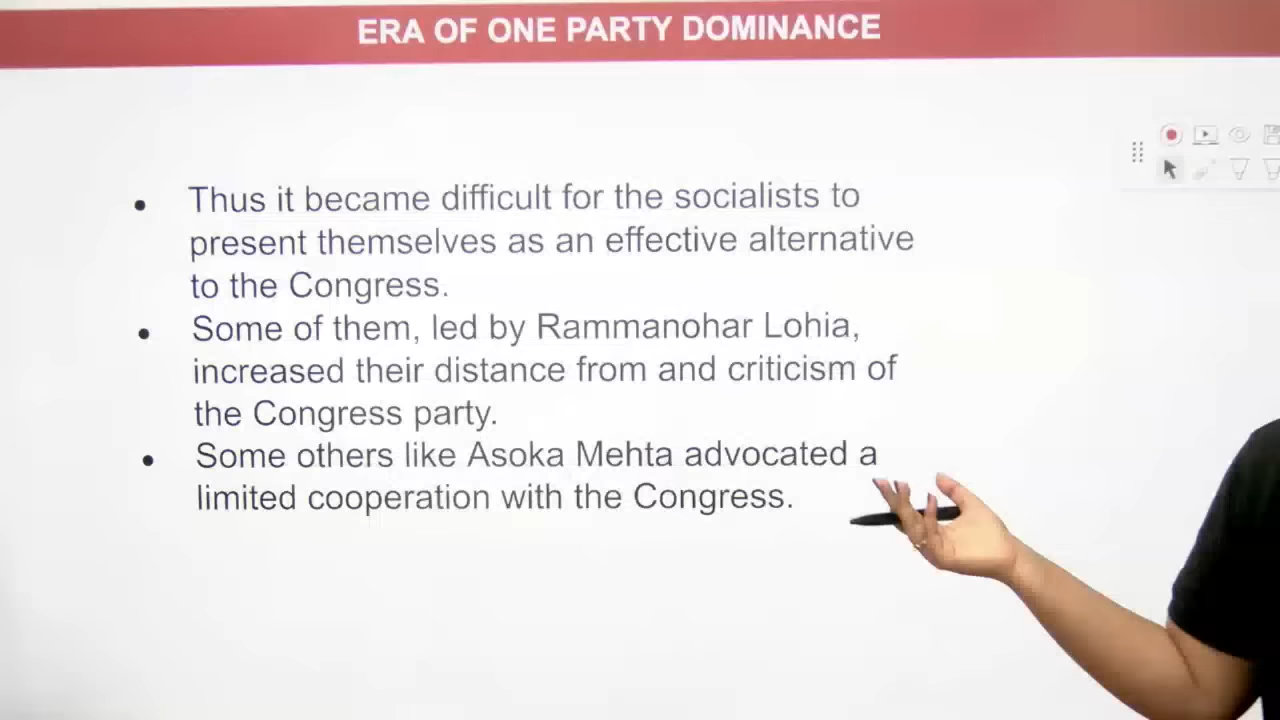 ERA OF ONE PARTY DOMINANCE
• Thus it became difficult for the socialists to
present themselves as an effective alternative
to the Congress.
• Some of them, led by Rammanohar Lohia,
increased their distance from and criticism of
the Congress party.
• Some others like Asoka Mehta advocated a
limited cooperation with the Congress.